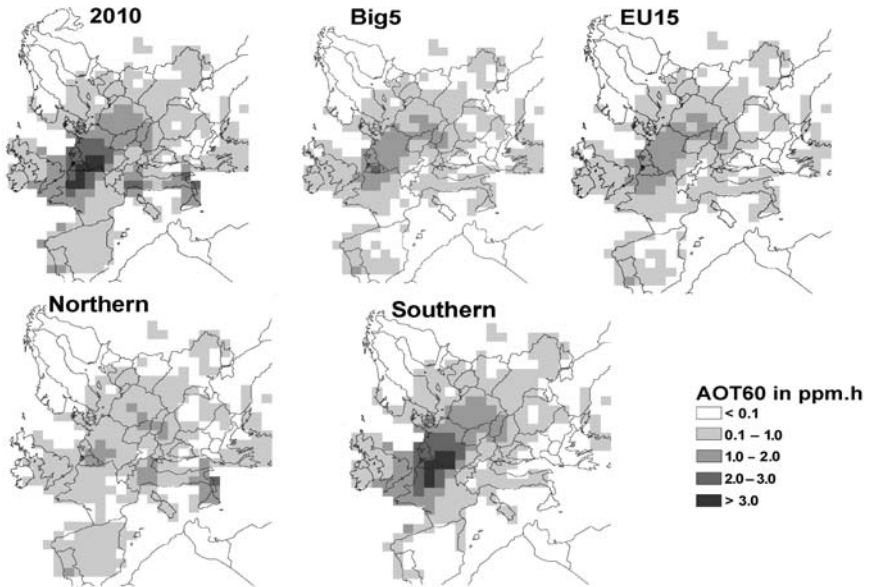 2010
Big5
EU15
Northern
Southern
AOT60 in ppm.h
< 0.1
0.1 – 1.0
1.0 – 2.0
2.0 – 3.0
> 3.0